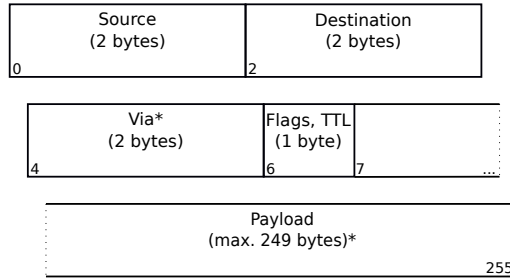 Source
(2 bytes)
0
Destination
(2 bytes)
2
Via*
(2 bytes)
4
Flags, TTL
(1 byte)
6
7
...
Payload
(max. 249 bytes)*
255